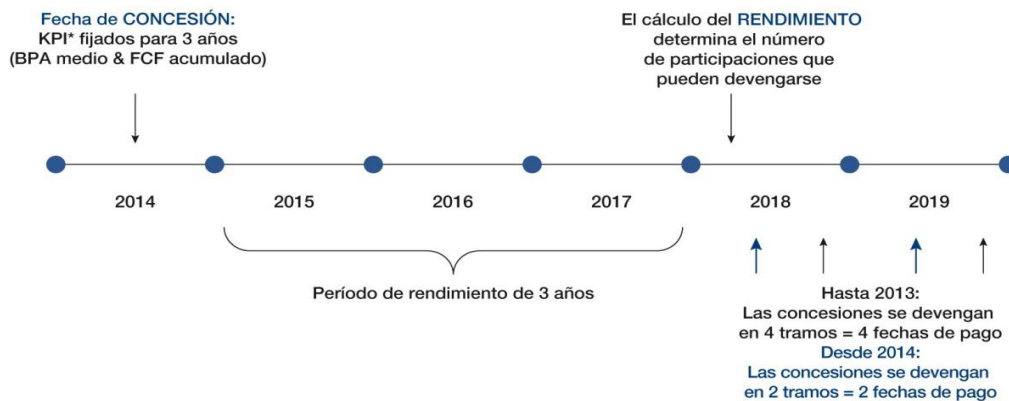 Fecha de CONCESIÓN:
KPI* fijados para 3 años
(BPA medio & FCF acumulado)
El cálculo del RENDIMIENTO
determina el número
de participaciones que
pueden devengarse
2014
2015
2016
2017
2018
2019
Período de rendimiento de 3 años
Hasta 2013:
Las concesiones se devengan
en 4 tramos = 4 fechas de pago
Desde 2014:
Las concesiones se devengan
en 2 tramos = 2 fechas de pago